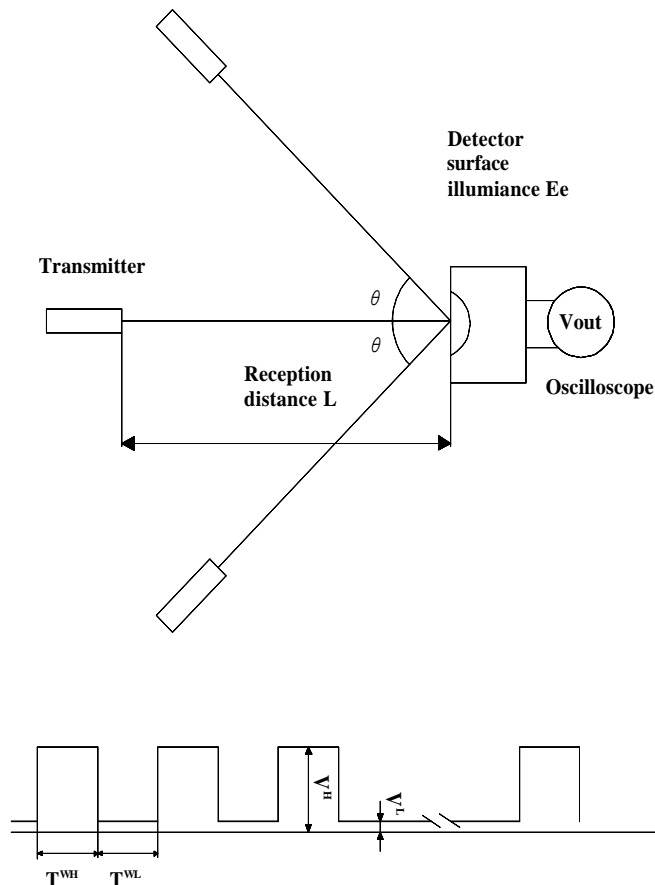 Detector
surface
illumiance Ee
Transmitter
θ
θ
Vout
Reception
distance L
Oscilloscope
VH
VL
TWH
TWL